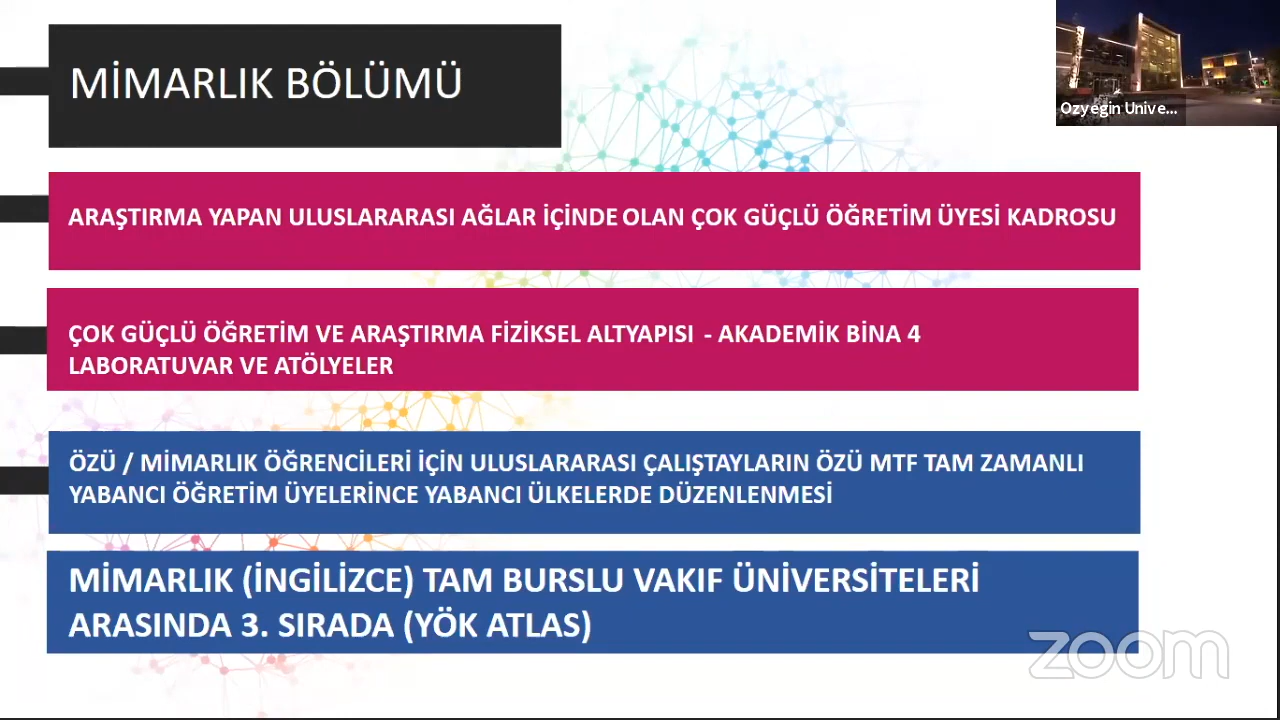 MİMARLIK BÖLÜMÜ
Ozyegin Unive...
ARAŞTIRMA YAPAN ULUSLARARASI AĞLAR İÇİNDE OLAN ÇOK GÜÇLÜ ÖĞRETİM ÜYESİ KADROSU
ÇOK GÜÇLÜ ÖĞRETİM VE ARAŞTIRMA FİZİKSEL ALTYAPISI - AKADEMİK BİNA 4
LABORATUVAR VE ATÖLYELER
ÖZÜ / MİMARLIK ÖĞRENCİLERİ İÇİN ULUSLARARASI ÇALIŞTAYLARIN ÖZÜ MTF TAM ZAMANLI
YABANCI ÖĞRETİM ÜYELERİNCE YABANCI ÜLKELERDE DÜZENLENMESİ
MİMARLIK (İNGİLİZCE) TAM BURSLU VAKIF ÜNİVERSİTELERİ
ARASINDA 3. SIRADA (YÖK ATLAS)
zoom